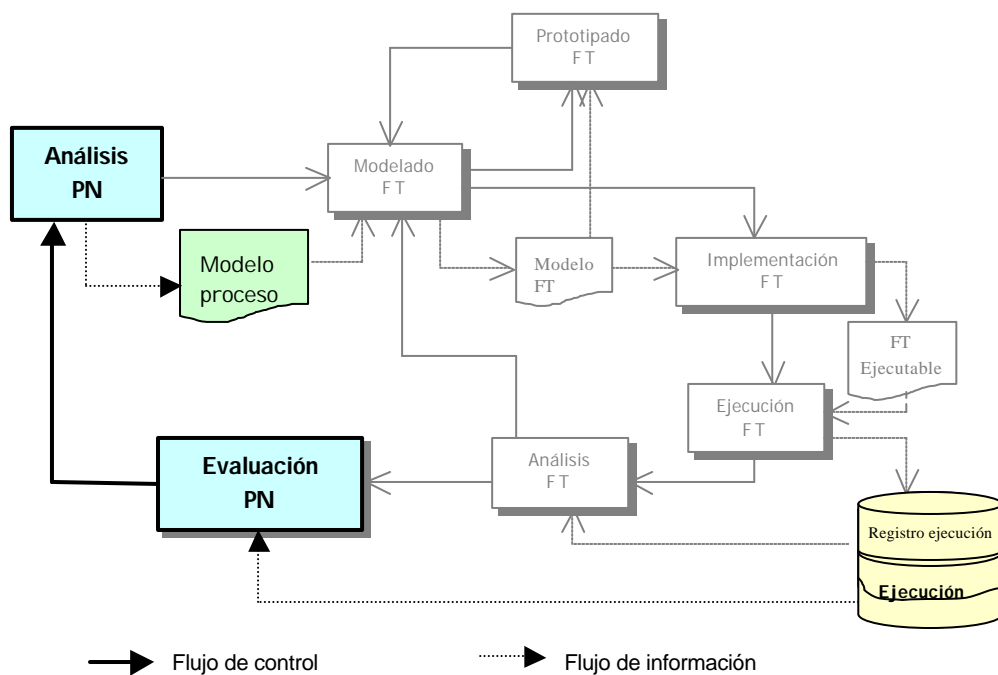 Prototipado
F T
Análisis
PN
Modelado
F T
Modelo
proceso
Modelo
FT
Implementación
F T
FT
Ejecutable
Ejecución
F T
Evaluación
PN
Análisis
F T
Registro ejecución
Ejecución
Flujo de control
Flujo de información